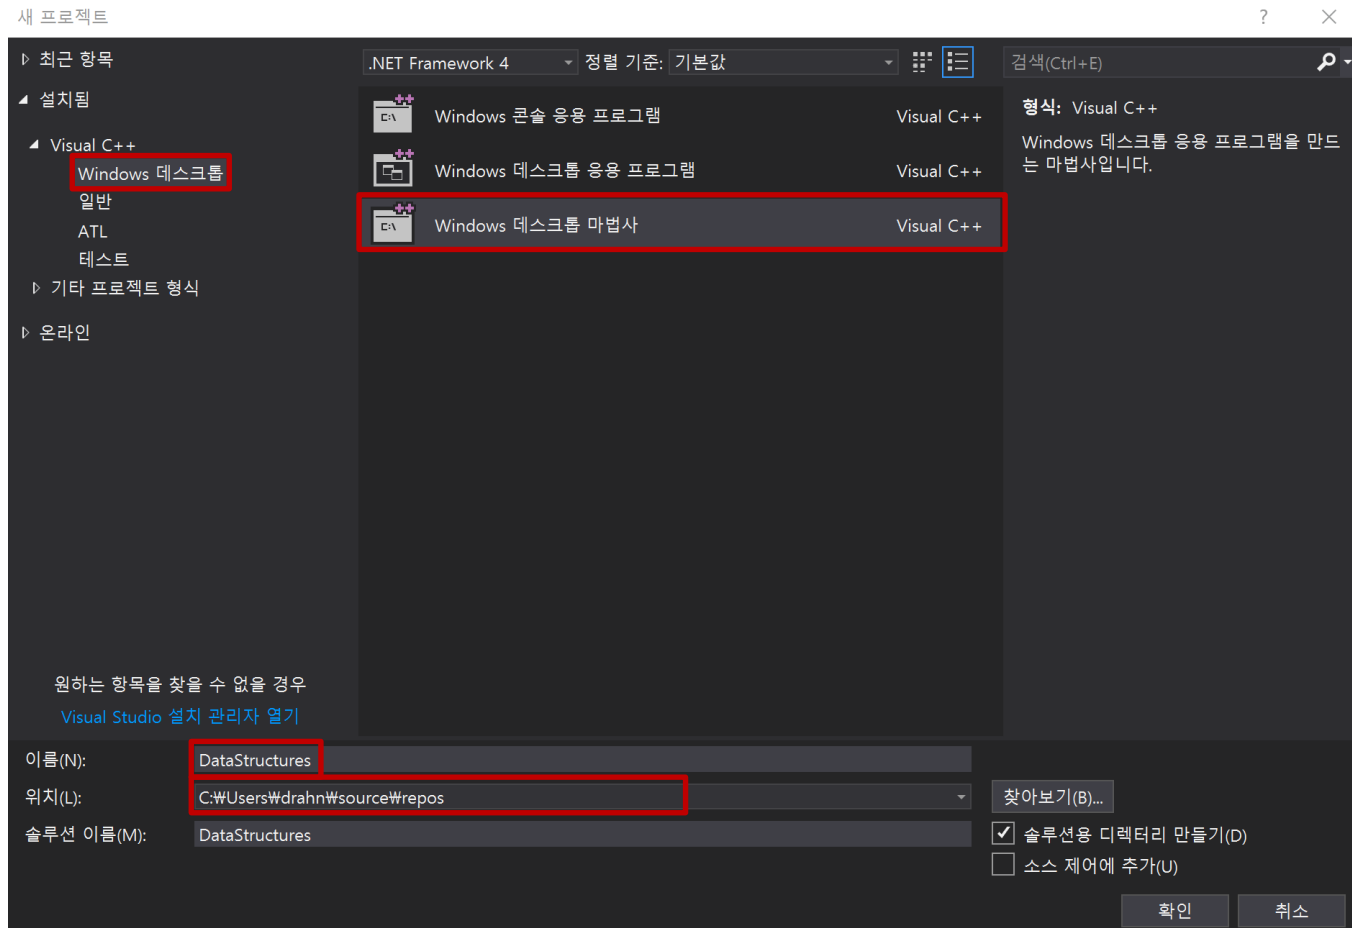 새 프로젝트
?
최근 항목
설치됨
Visual C++
Windows 데스크톱
일반
ATL
테스트
기타 프로젝트 형식
온라인
원하는 항목을 찾을 수 없을 경우
Visual Studio 설치 관리자 열기
.NET Framework 4
정렬 기준: 기본값
Windows 콘솔 응용 프로그램 Visual C++
Windows 데스크톱 응용 프로그램 Visual C++
Windows 데스크톱 마법사 Visual C++
검색(Ctrl+E)
형식: Visual C++
Windows 데스크톱 응용 프로그램을 만드
는 마법사입니다.
이름(N): DataStructures
위치(L): C:₩Users₩drahn₩source₩repos
찾아보기(B)...
솔루션 이름(M): DataStructures
솔루션용 디렉터리 만들기(D)
소스 제어에 추가(U)
확인
취소